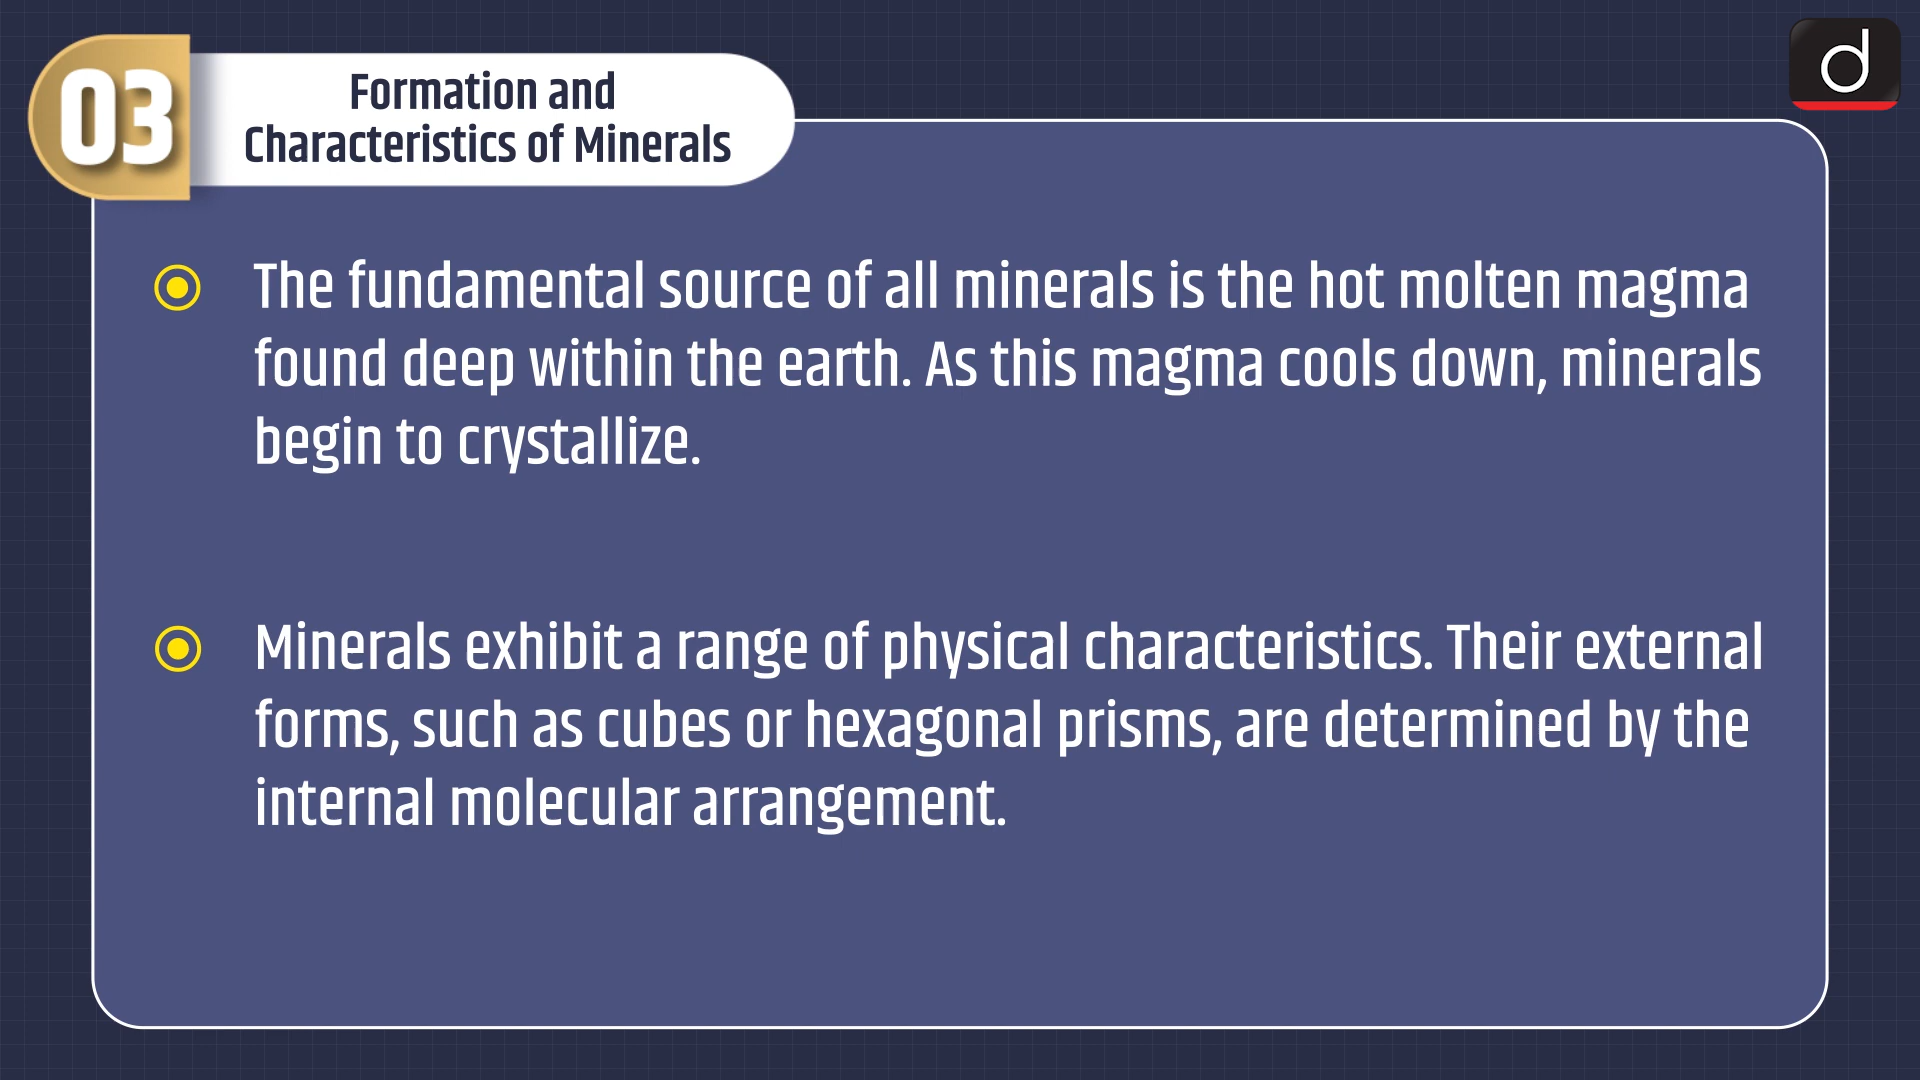 03
Formation and
Characteristics of Minerals
d
The fundamental source of all minerals is the hot molten magma
found deep within the earth. As this magma cools down, minerals
begin to crystallize.
Minerals exhibit a range of physical characteristics. Their external
forms, such as cubes or hexagonal prisms, are determined by the
internal molecular arrangement.